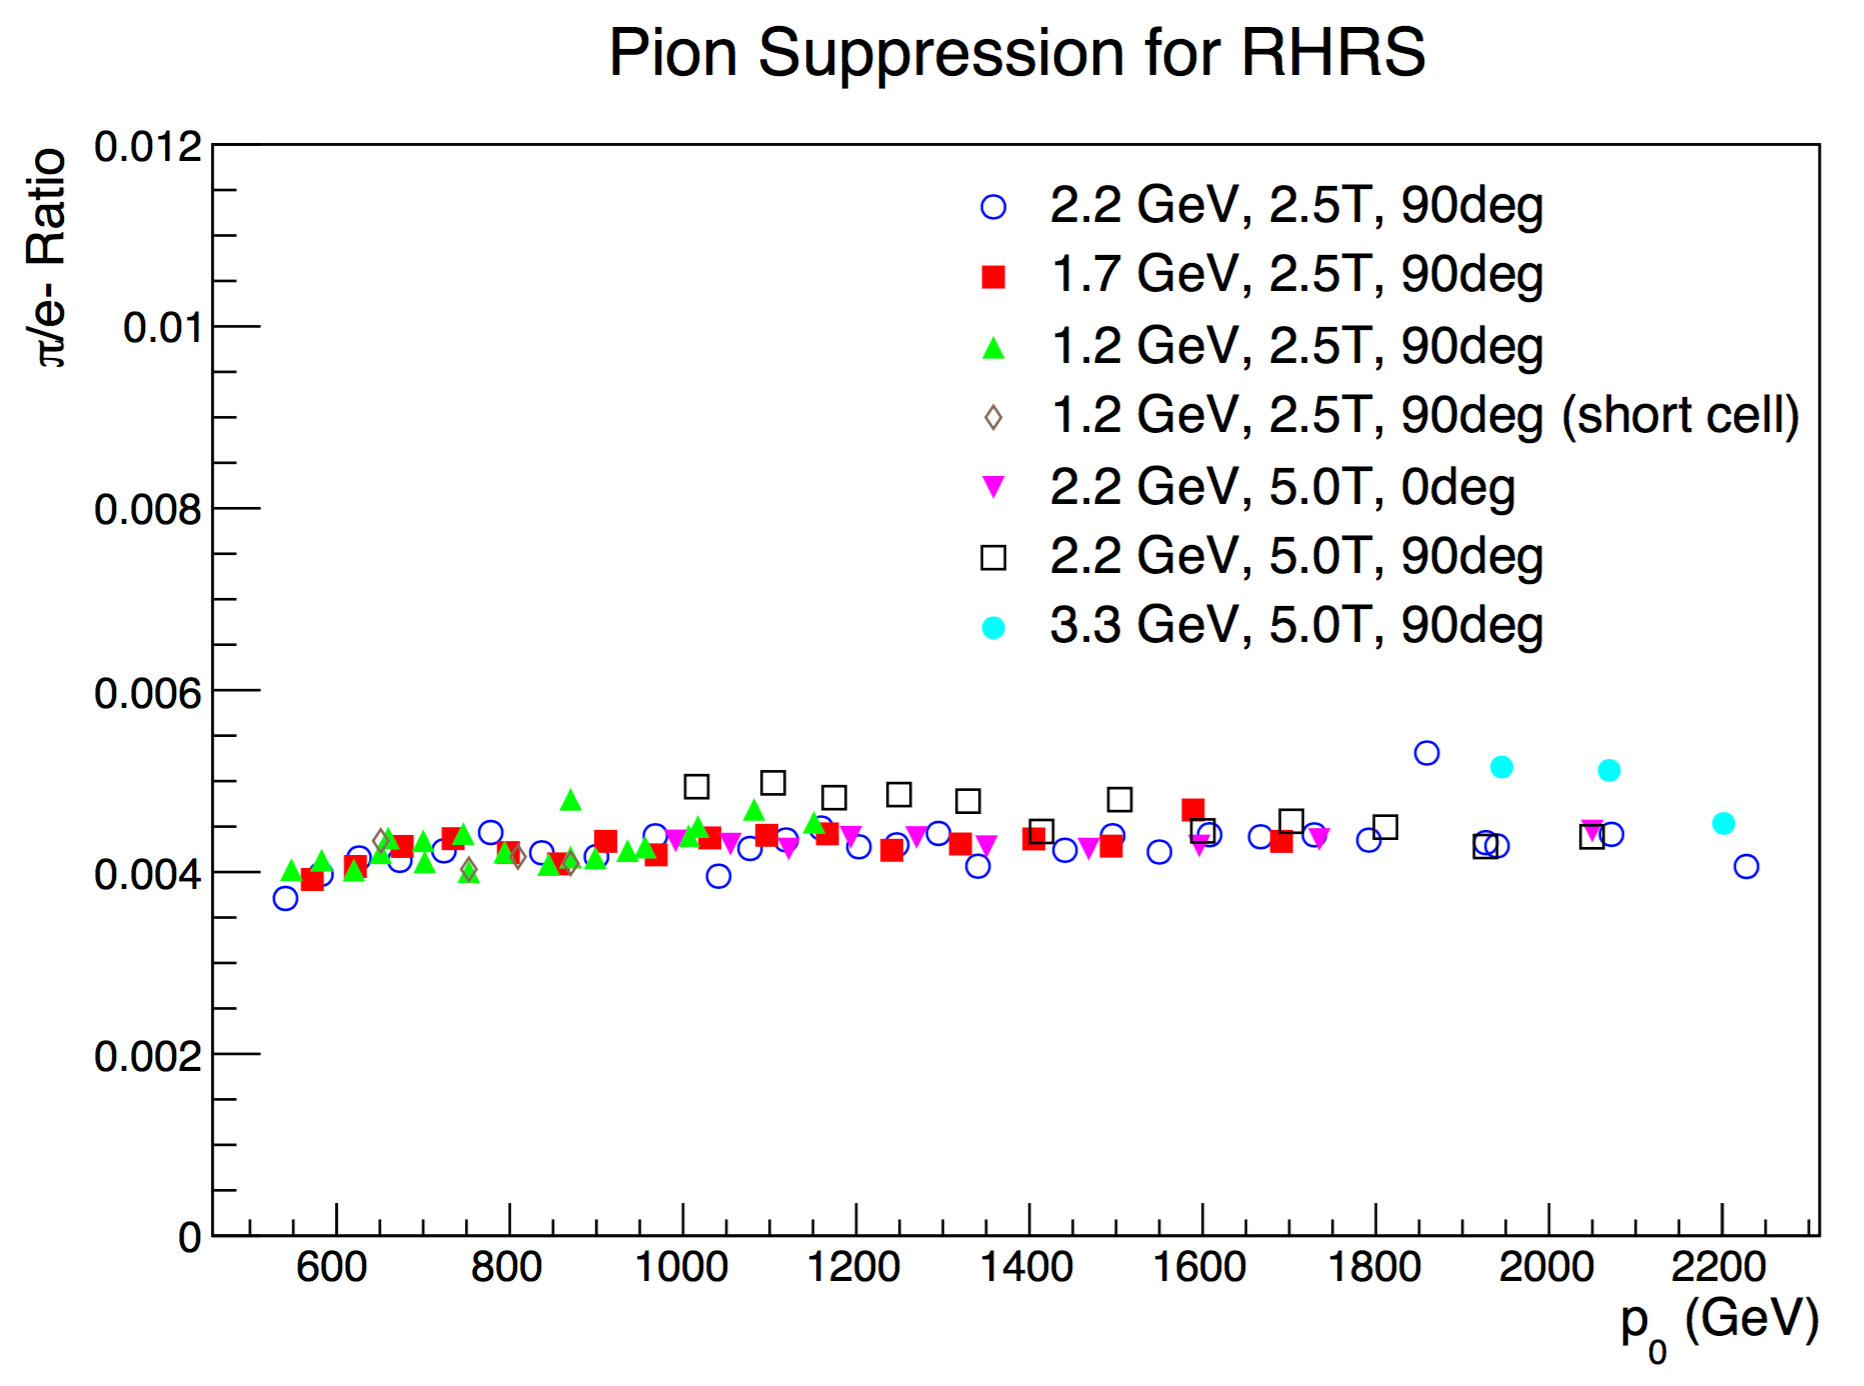 Pion Suppression for RHRS
π/e- Ratio
0.012
0.01
0.008
0.006
0.004
0.002
0
2.2 GeV, 2.5T, 90deg
1.7 GeV, 2.5T, 90deg
1.2 GeV, 2.5T, 90deg
1.2 GeV, 2.5T, 90deg (short cell)
2.2 GeV, 5.0T, 0deg
2.2 GeV, 5.0T, 90deg
3.3 GeV, 5.0T, 90deg
600 800 1000 1200 1400 1600 1800 2000 2200
p0 (GeV)